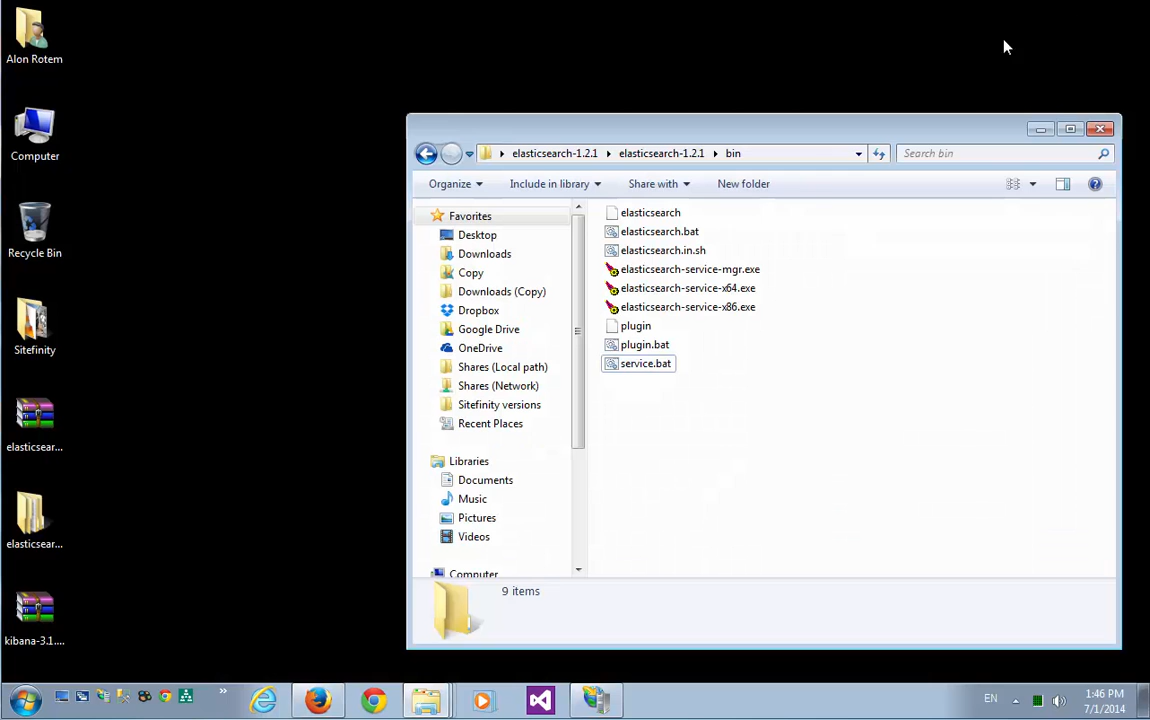 Alon Rotem
Computer
Recycle Bin
Sitefinity
elasticsear...
elasticsear...
kibana-3.1....
elasticsearch-1.2.1 elasticsearch-1.2.1 bin
Search bin
Organize Include in library Share with New folder
Favorites
Desktop
Downloads
Copy
Downloads (Copy)
Dropbox
Google Drive
OneDrive
Shares (Local path)
Shares (Network)
Sitefinity versions
Recent Places
Libraries
Documents
Music
Pictures
Videos
Computer
elasticsearch
elasticsearch.bat
elasticsearch.in.sh
elasticsearch-service-mgr.exe
elasticsearch-service-x64.exe
elasticsearch-service-x86.exe
plugin
plugin.bat
service.bat
9 items
»
EN
1:46 PM
7/1/2014